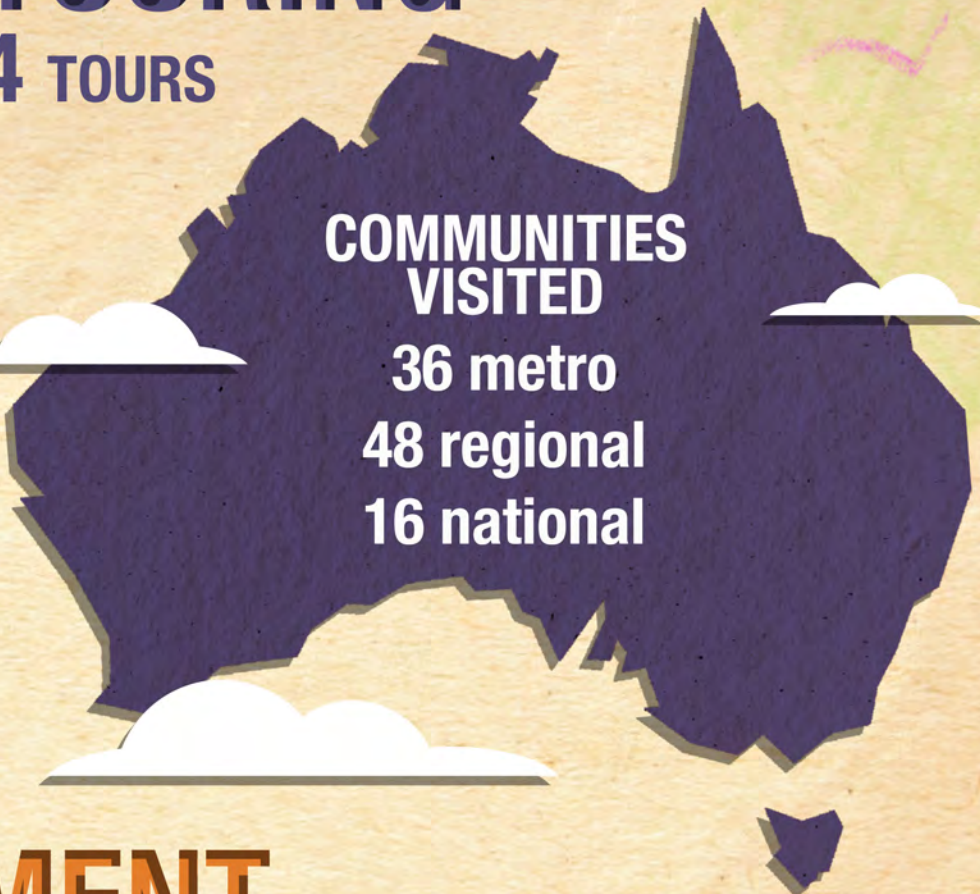 4 TOURS
COMMUNITIES
VISITED
36 metro
48 regional
16 national